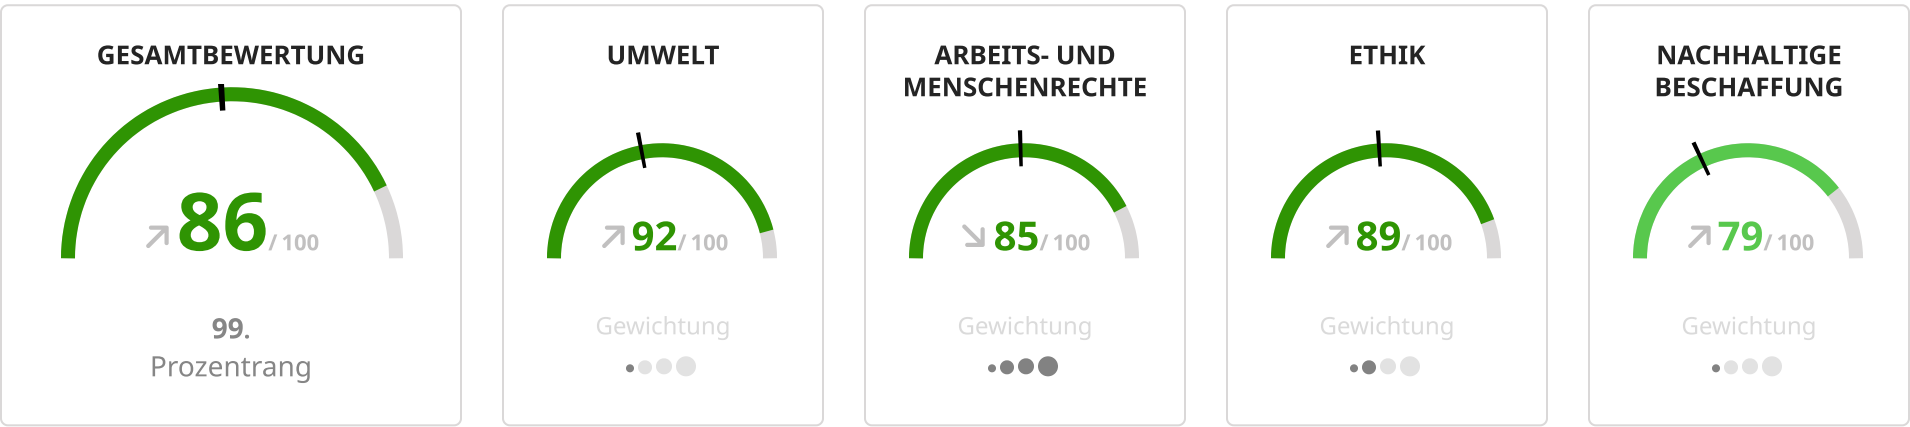 GESAMTBEWERTUNG
86 / 100
99.
Prozentrang
UMWELT
92 / 100
Gewichtung
ARBEITS- UND
MENSCHENRECHTE
85 / 100
Gewichtung
ETHIK
89 / 100
Gewichtung
NACHHALTIGE
BESCHAFFUNG
79 / 100
Gewichtung